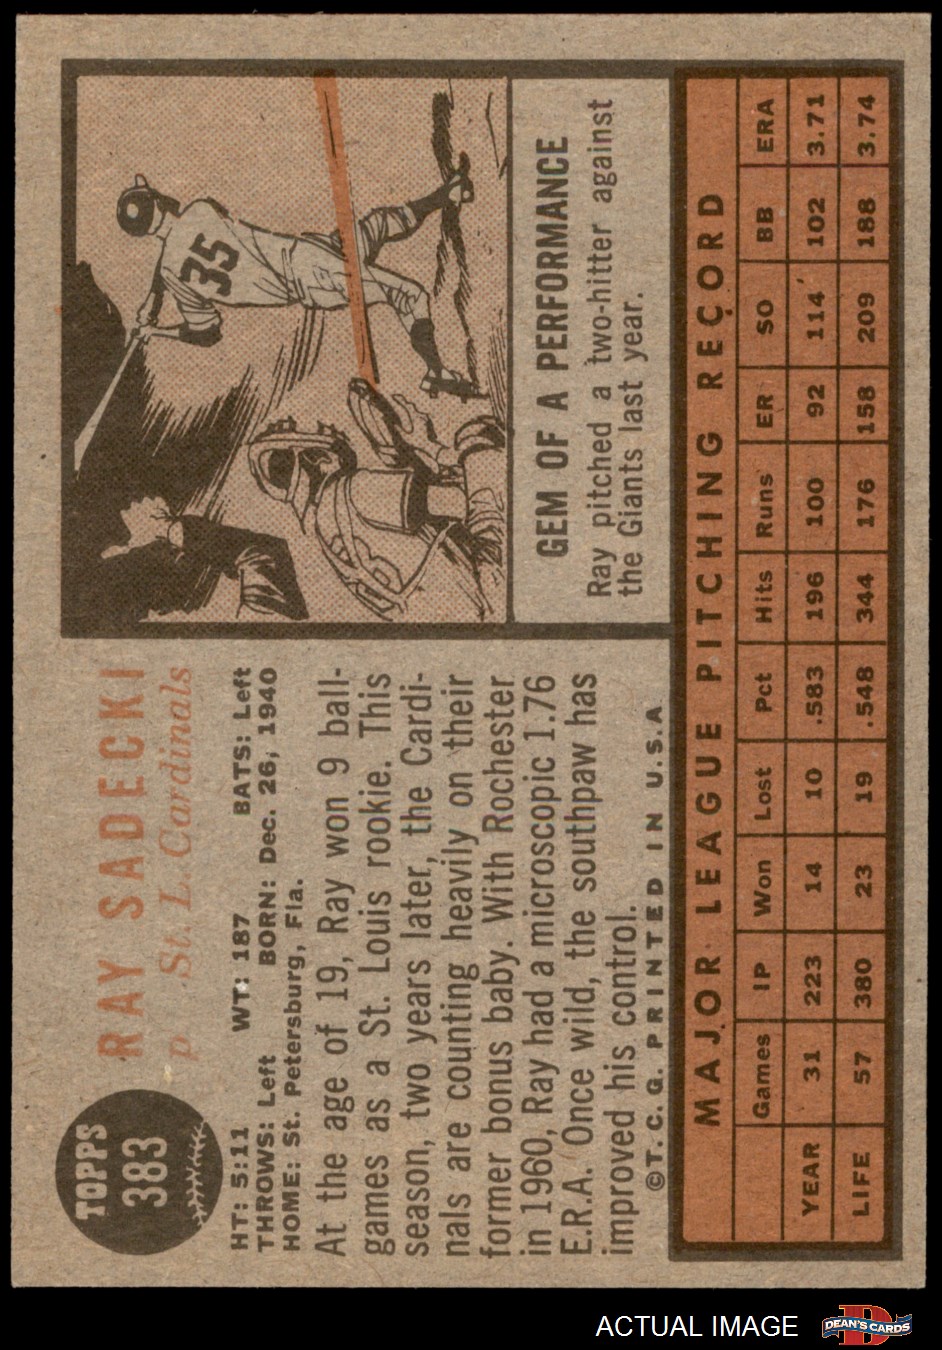 TOPPS
383
RAY SADECKI
p St. L. Cardinals
HT: 5:11 WT: 187 BATS: Left
THROWS: Left BORN: Dec. 26, 1940
HOME: St. Petersburg, Fla.
At the age of 19, Ray won 9 ball-
games as a St. Louis rookie. This
season, two years later, the Cardi-
nals are counting heavily on their
former bonus baby. With Rochester
in 1960, Ray had a microscopic 1.76
E.R.A. Once wild, the southpaw has
improved his control.
©T. C. G. PRINTED IN U.S.A.
35
GEM OF A PERFORMANCE
Ray pitched a two-hitter against
the Giants last year.
MAJOR LEAGUE PITCHING RECORD
Games IP Won Lost Pct Hits Runs ER SO BB ERA
YEAR 31 223 14 10 .583 196 100 92 114 102 3.71
LIFE 57 380 23 19 .548 344 176 158 209 188 3.74
ACTUAL IMAGE
DEAN'S CARDS